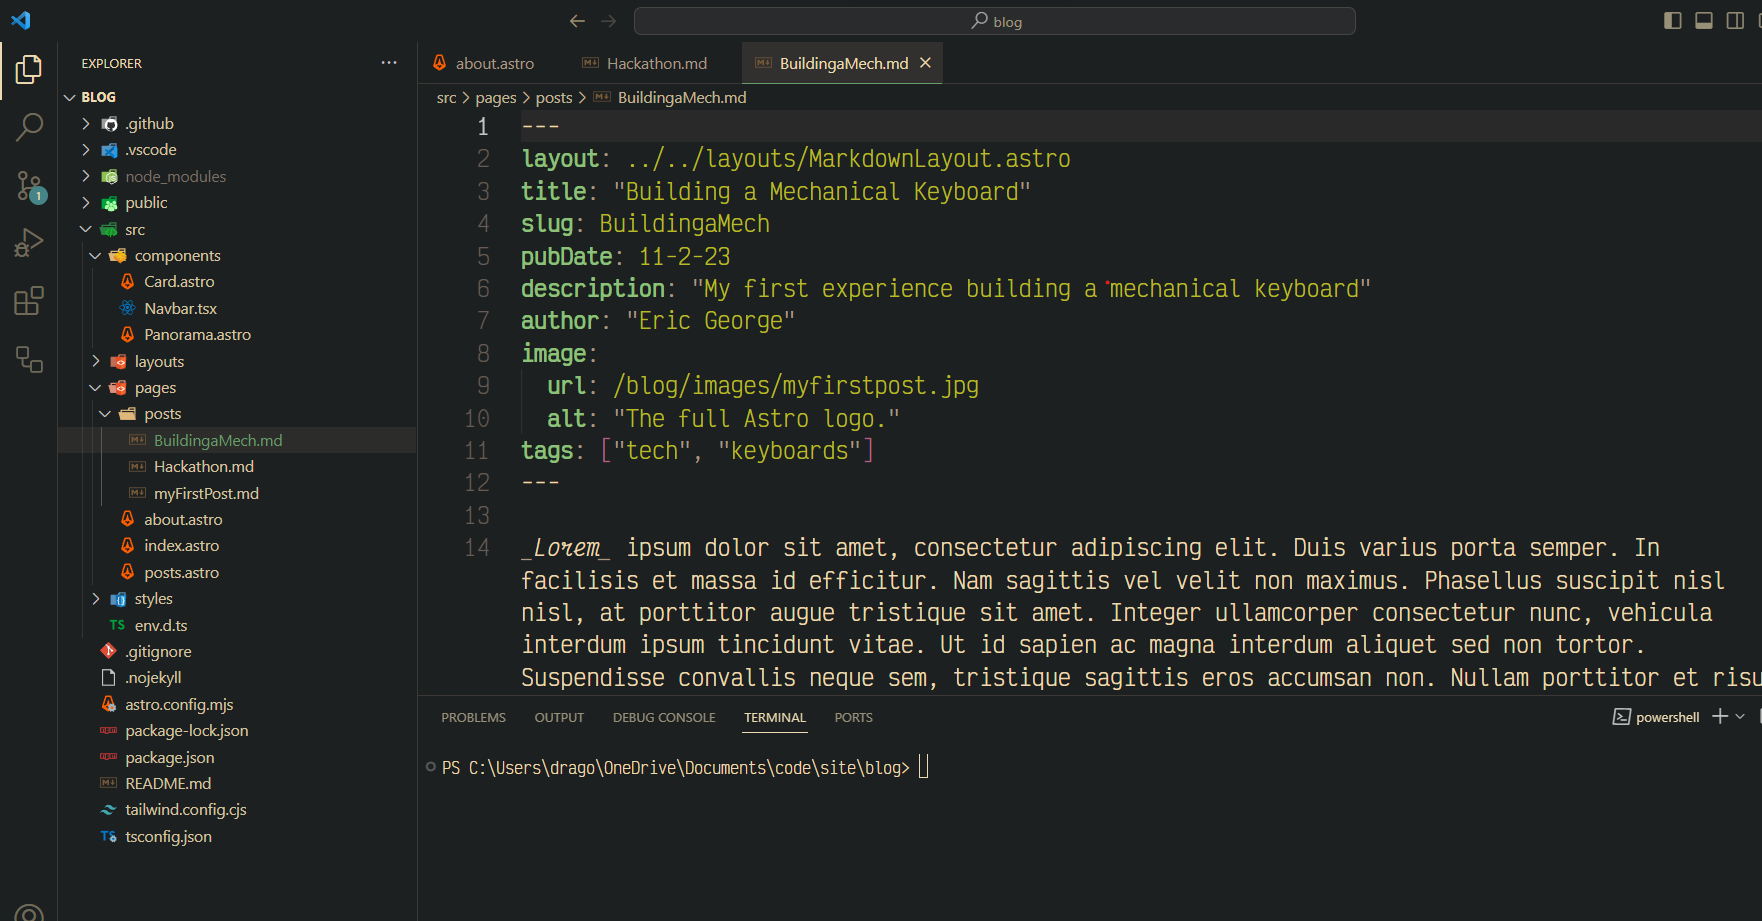 blog
EXPLORER
BLOG
.github
.vscode
node_modules
public
src
components
Card.astro
Navbar.tsx
Panorama.astro
layouts
pages
posts
BuildingaMech.md
Hackathon.md
myFirstPost.md
about.astro
index.astro
posts.astro
styles
TS env.d.ts
.gitignore
.nojekyll
astro.config.mjs
package-lock.json
package.json
README.md
tailwind.config.cjs
TS tsconfig.json
1
about.astro
Hackathon.md
BuildingaMech.md
src > pages > posts > BuildingaMech.md
1 ---
2 layout: ../../layouts/MarkdownLayout.astro
3 title: "Building a Mechanical Keyboard"
4 slug: BuildingaMech
5 pubDate: 11-2-23
6 description: "My first experience building a mechanical keyboard"
7 author: "Eric George"
8 image:
9 url: /blog/images/myfirstpost.jpg
10 alt: "The full Astro logo."
11 tags: ["tech", "keyboards"]
12 ---
13
14 _Lorem_ ipsum dolor sit amet, consectetur adipiscing elit. Duis varius porta semper. In
facilisis et massa id efficitur. Nam sagittis vel velit non maximus. Phasellus suscipit nisl
nisl, at porttitor augue tristique sit amet. Integer ullamcorper consectetur nunc, vehicula
interdum ipsum tincidunt vitae. Ut id sapien ac magna interdum aliquet sed non tortor.
Suspendisse convallis neque sem, tristique sagittis eros accumsan non. Nullam porttitor et risu
PROBLEMS OUTPUT DEBUG CONSOLE TERMINAL PORTS
powershell
PS C:\Users\drago\OneDrive\Documents\code\site\blog>